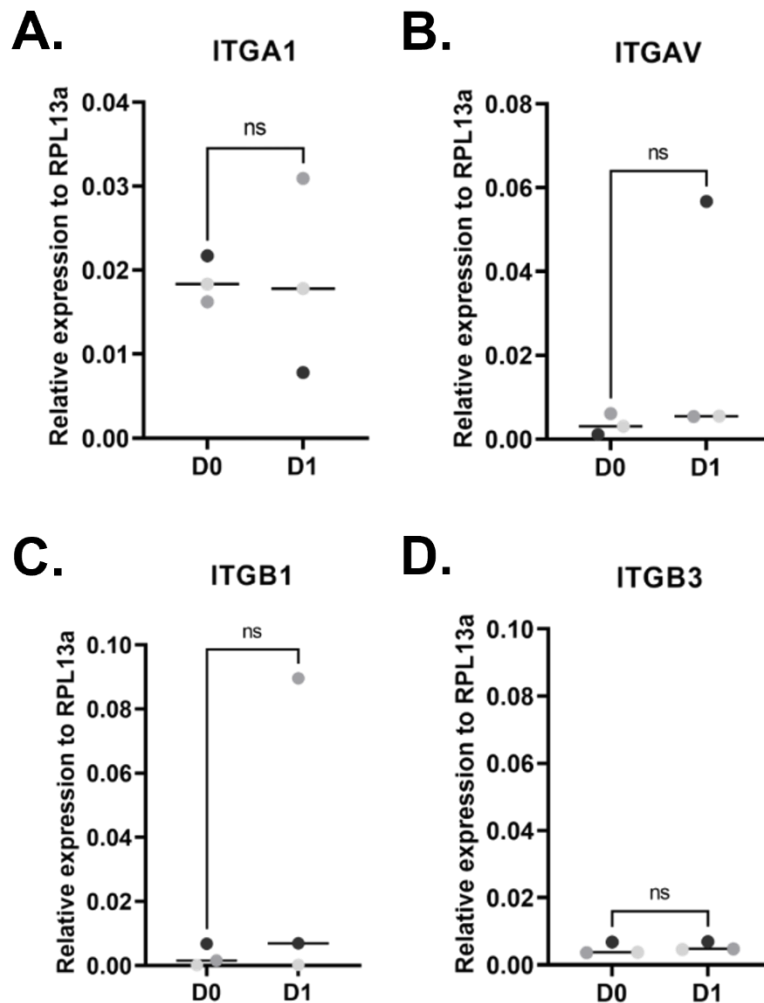 A.
ITGA1
Relative expression to RPL13a
0.04
0.03
0.02
0.01
0.00
ns
D0 D1
B.
ITGAV
Relative expression to RPL13a
0.08
0.06
0.04
0.02
0.00
ns
D0 D1
C.
ITGB1
Relative expression to RPL13a
0.10
0.08
0.06
0.04
0.02
0.00
ns
D0 D1
D.
ITGB3
Relative expression to RPL13a
0.10
0.08
0.06
0.04
0.02
0.00
ns
D0 D1